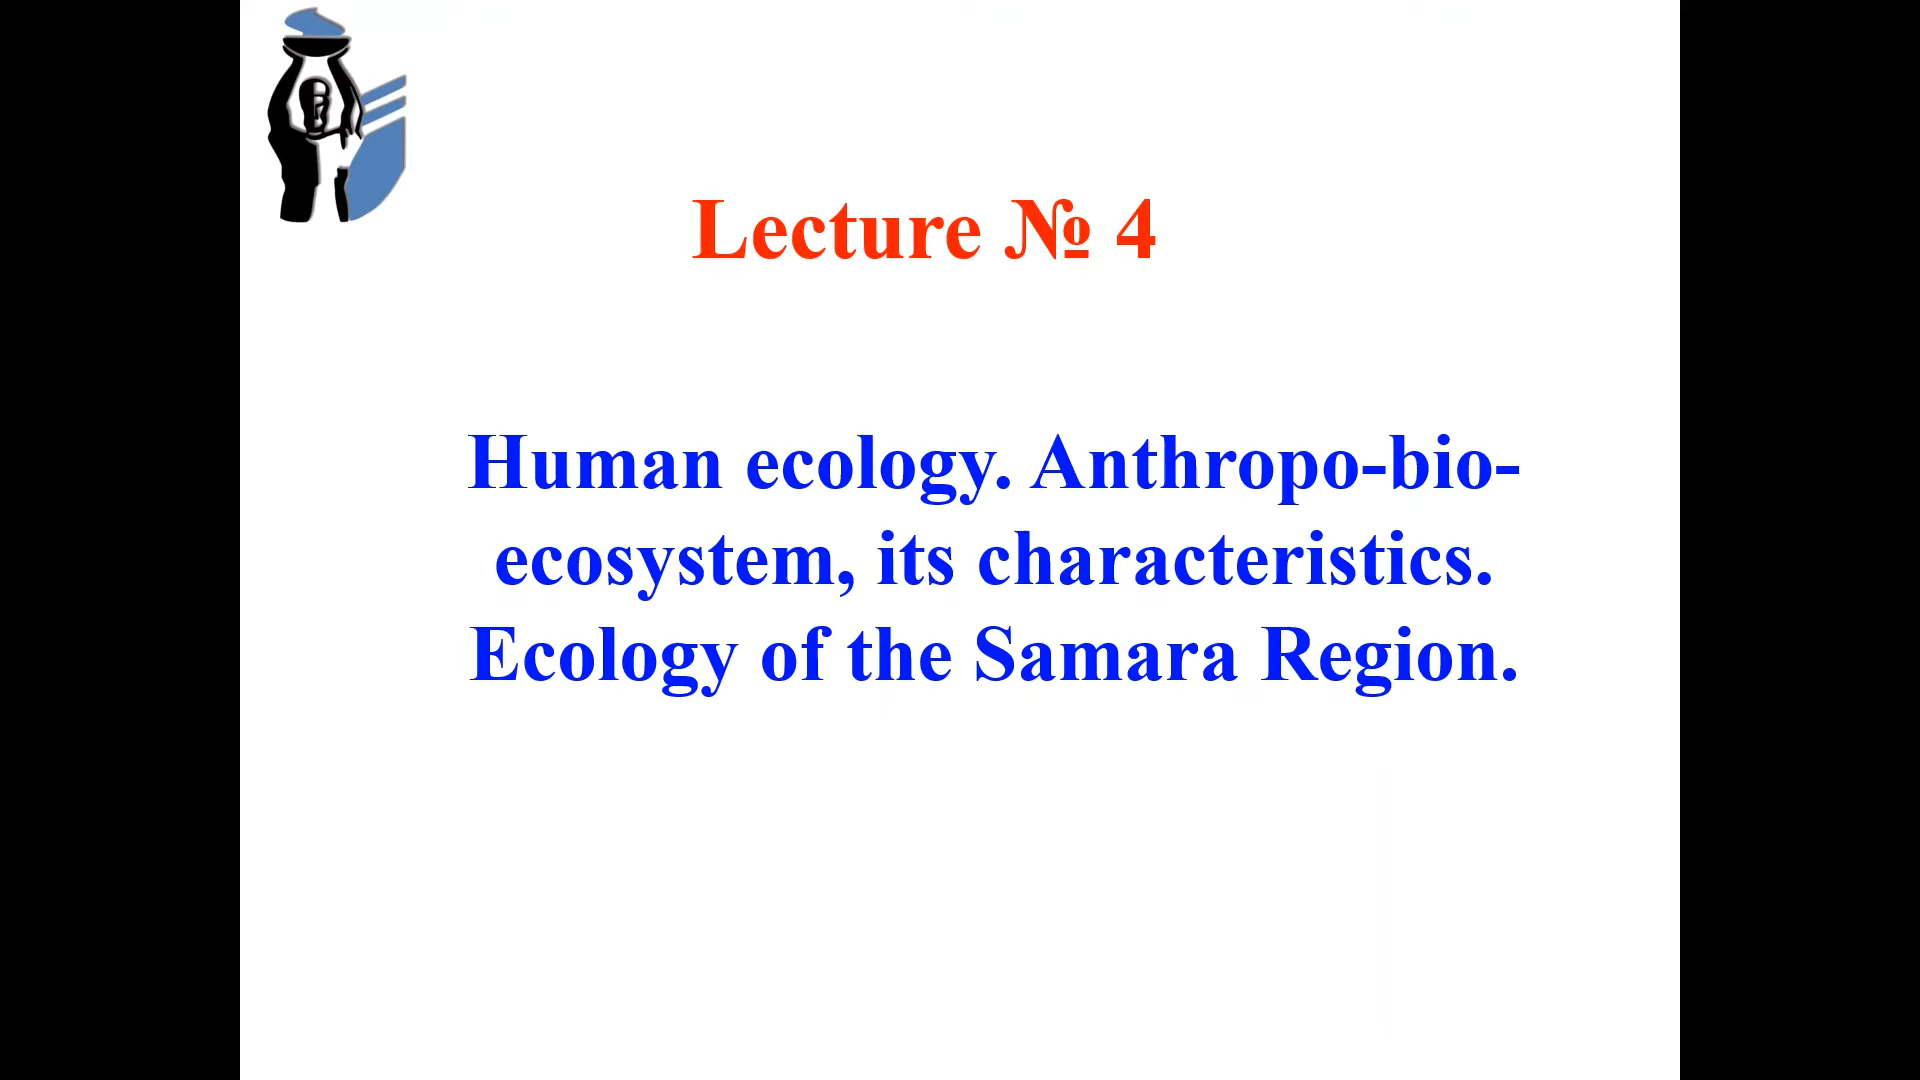 Lecture № 4
Human ecology. Anthropo-bio-
ecosystem, its characteristics.
Ecology of the Samara Region.